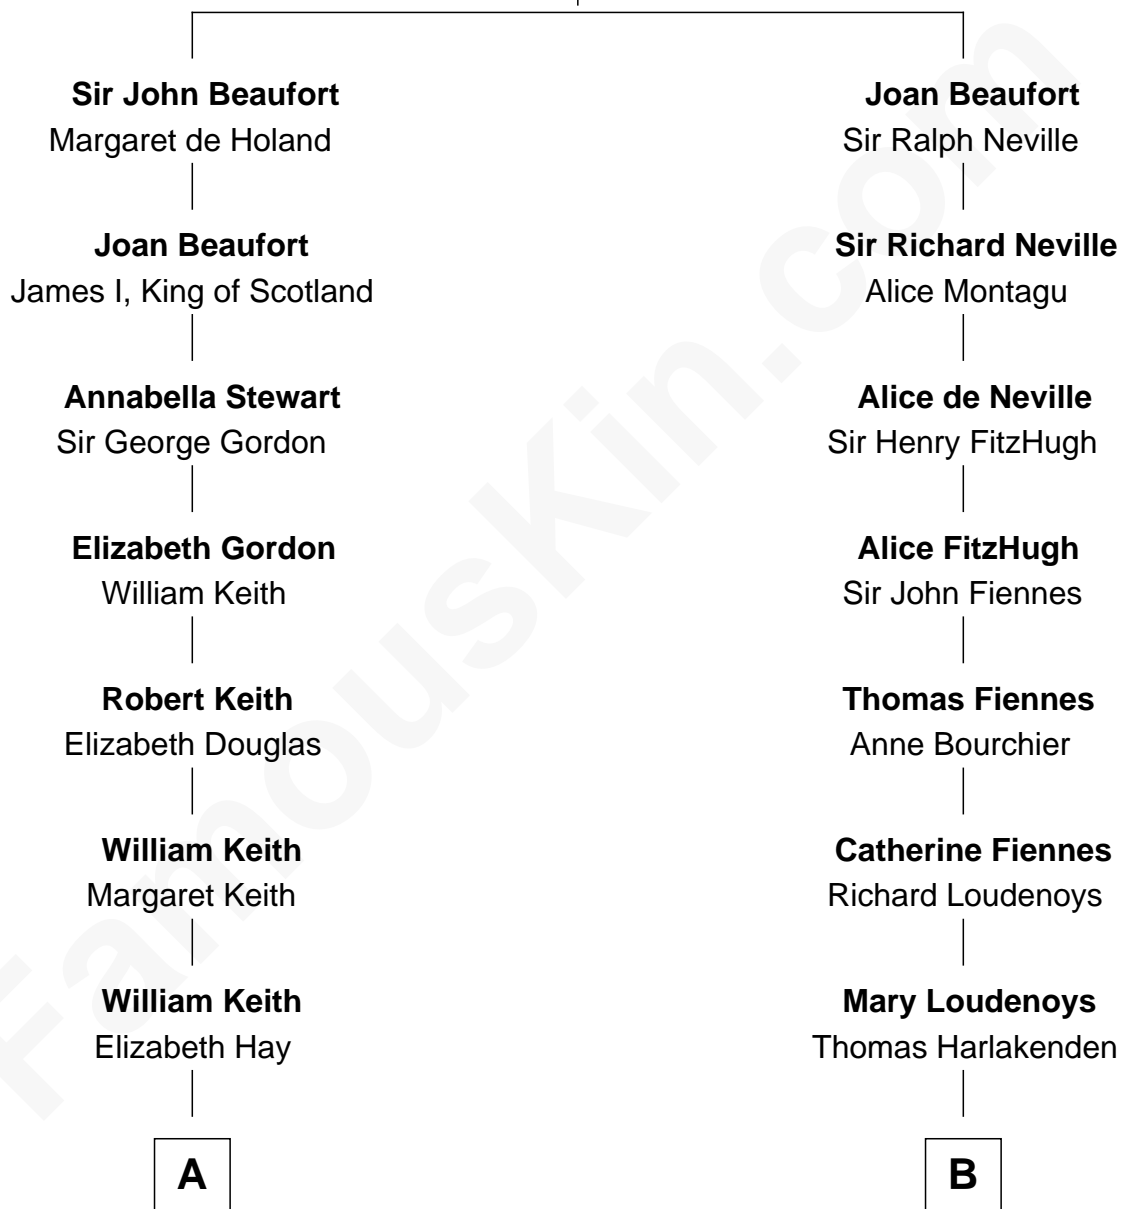 Sir John Beaufort
Margaret de Holand
Joan Beaufort
James I, King of Scotland
Annabella Stewart
Sir George Gordon
Elizabeth Gordon
William Keith
Robert Keith
Elizabeth Douglas
William Keith
Margaret Keith
William Keith
Elizabeth Hay
A
Joan Beaufort
Sir Ralph Neville
Sir Richard Neville
Alice Montagu
Alice de Neville
Sir Henry FitzHugh
Alice FitzHugh
Sir John Fiennes
Thomas Fiennes
Anne Bourchier
Catherine Fiennes
Richard Loudenoys
Mary Loudenoys
Thomas Harlakenden
B
FamousKin.com